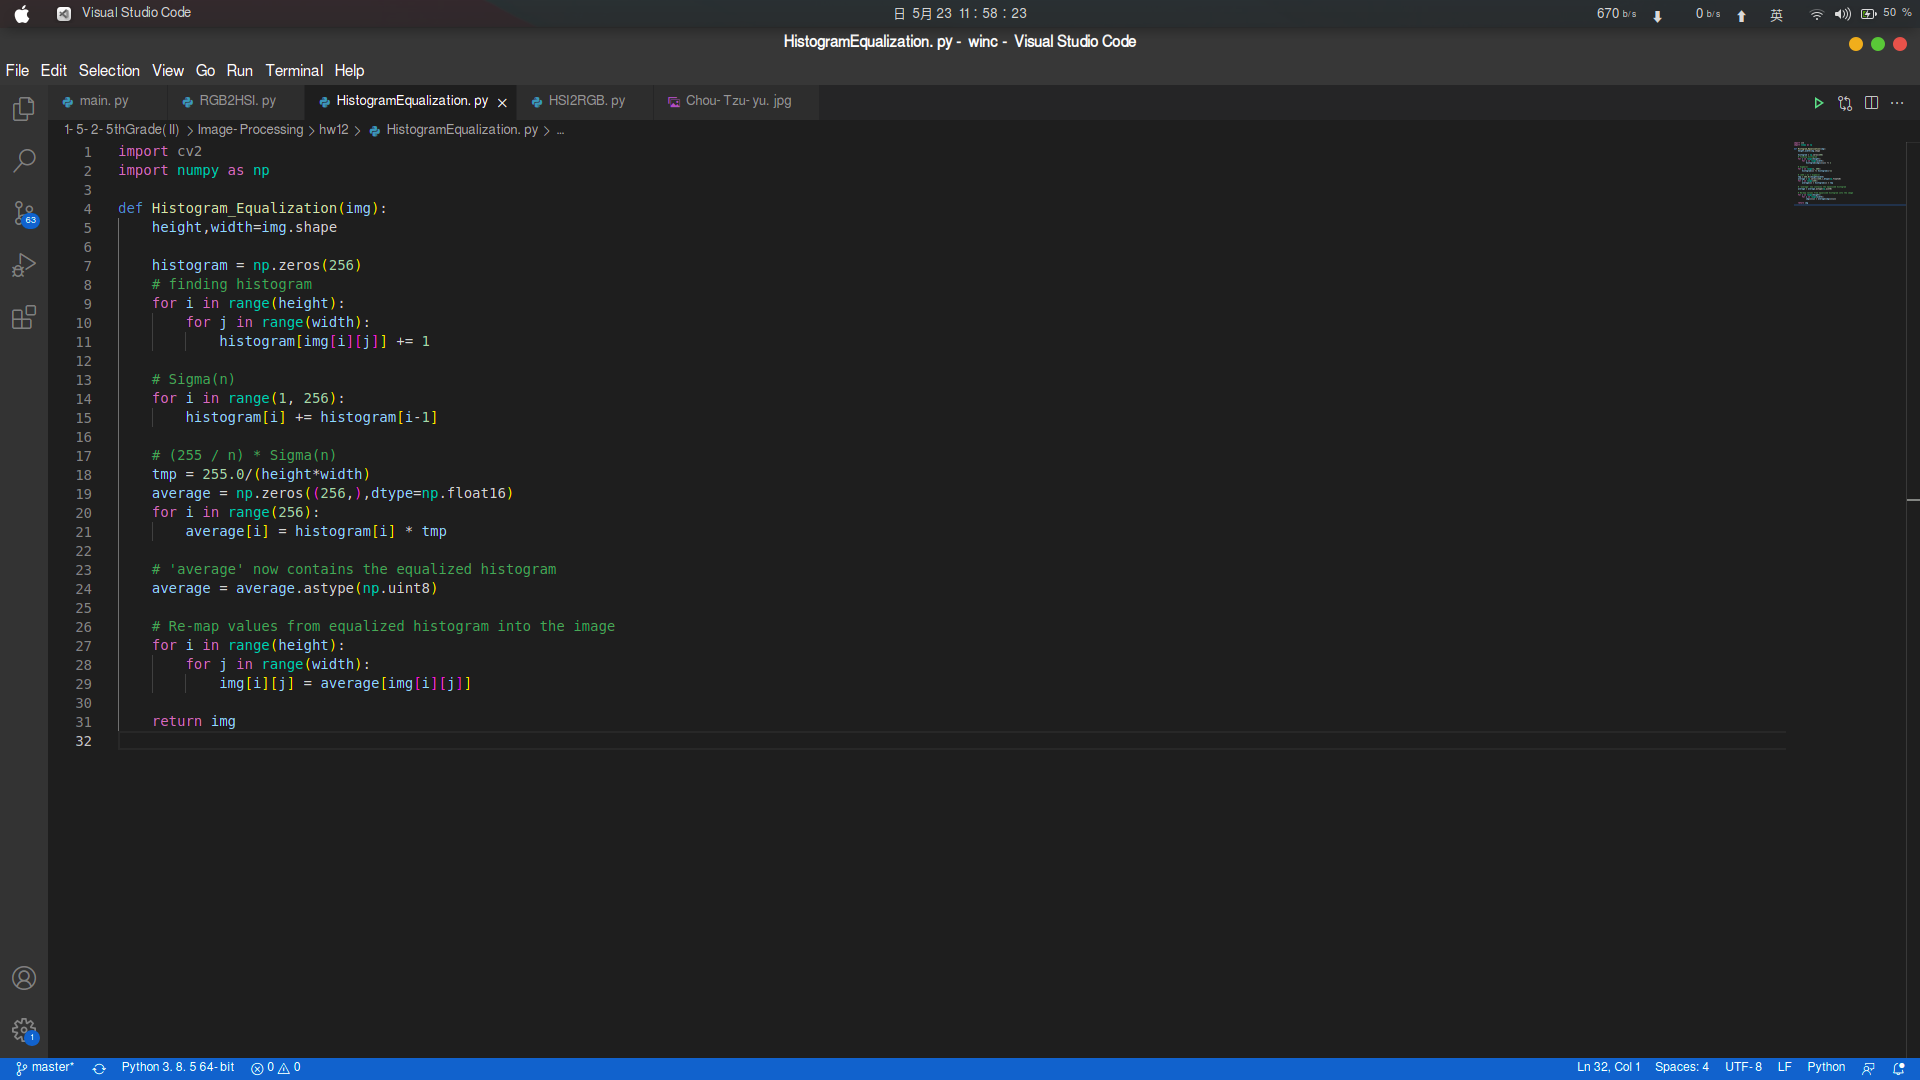 Visual Studio Code
日 5月 23 11 : 58 : 23
670 b/s 0 b/s 英 50 %
HistogramEqualization. py - winc - Visual Studio Code
File Edit Selection View Go Run Terminal Help
main. py RGB2HSI. py HistogramEqualization. py HSI2RGB. py Chou- Tzu- yu. jpg
1- 5- 2- 5thGrade( II) > Image- Processing > hw12 > HistogramEqualization. py > ...
1 import cv2
2 import numpy as np
3
4 def Histogram_Equalization(img):
5 height,width=img.shape
6
7 histogram = np.zeros(256)
8 # finding histogram
9 for i in range(height):
10 for j in range(width):
11 histogram[img[i][j]] += 1
12
13 # Sigma(n)
14 for i in range(1, 256):
15 histogram[i] += histogram[i-1]
16
17 # (255 / n) * Sigma(n)
18 tmp = 255.0/(height*width)
19 average = np.zeros((256,),dtype=np.float16)
20 for i in range(256):
21 average[i] = histogram[i] * tmp
22
23 # 'average' now contains the equalized histogram
24 average = average.astype(np.uint8)
25
26 # Re-map values from equalized histogram into the image
27 for i in range(height):
28 for j in range(width):
29 img[i][j] = average[img[i][j]]
30
31 return img
32
63
1
master* Python 3. 8. 5 64- bit 0 0 Ln 32, Col 1 Spaces: 4 UTF- 8 LF Python